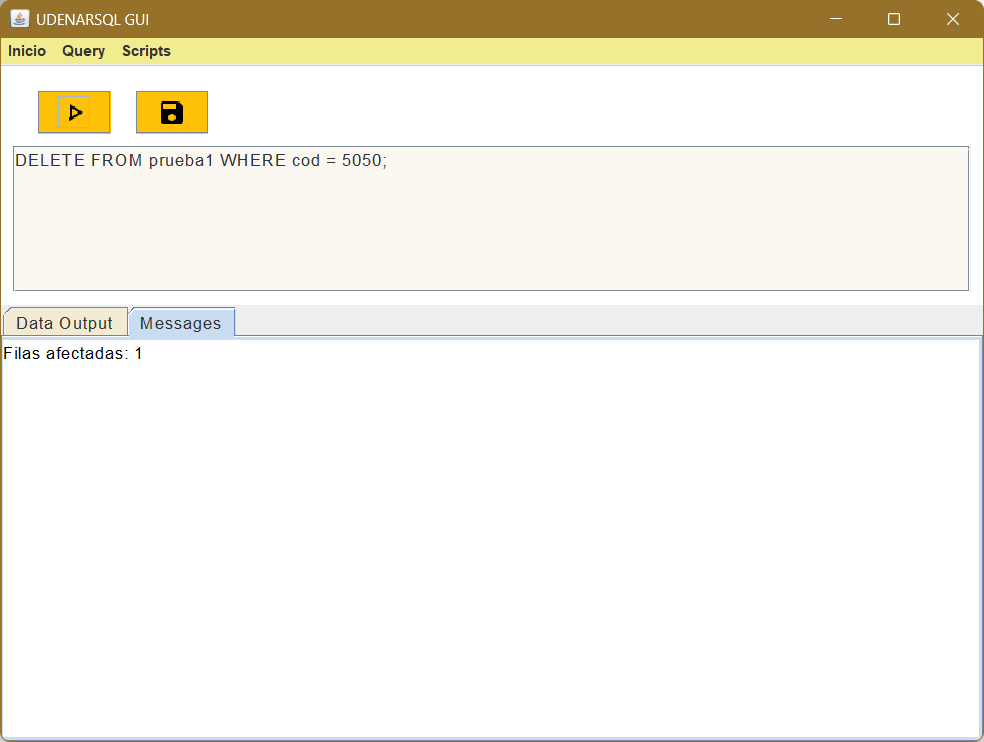 UDENARSQL GUI
Inicio Query Scripts
DELETE FROM prueba1 WHERE cod = 5050;
Data Output Messages
Filas afectadas: 1